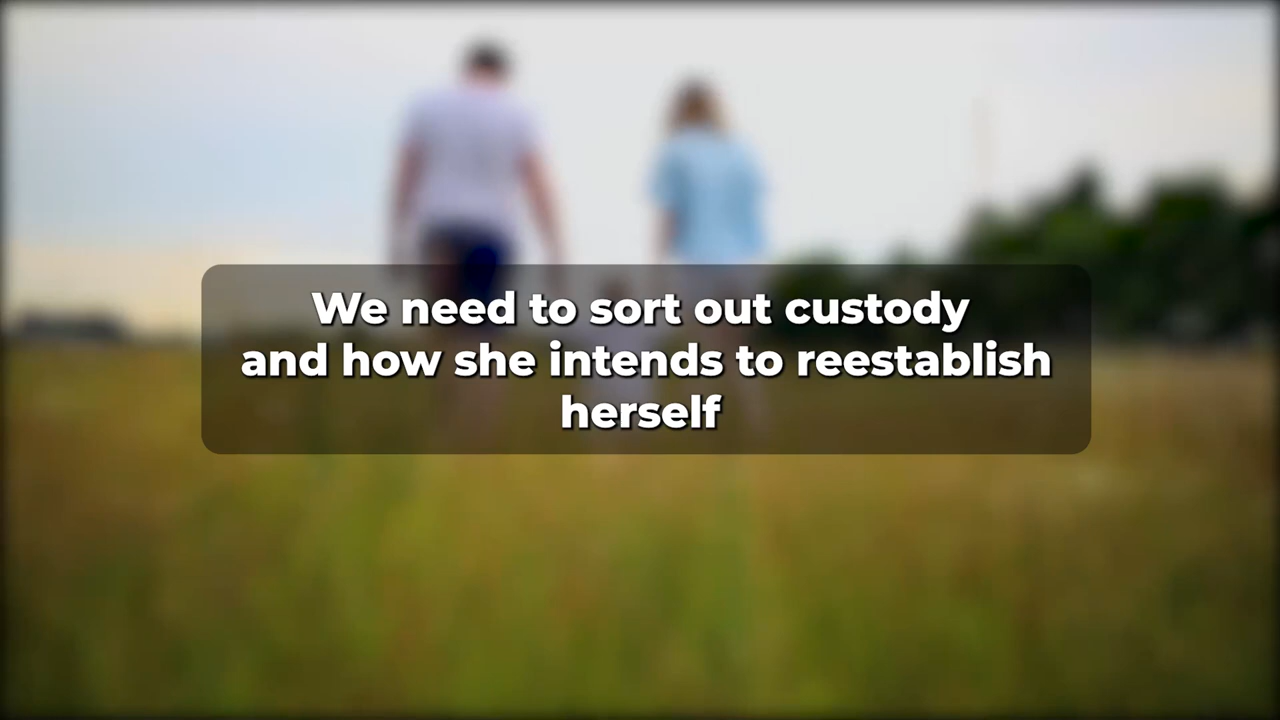 We need to sort out custody
and how she intends to reestablish
herself